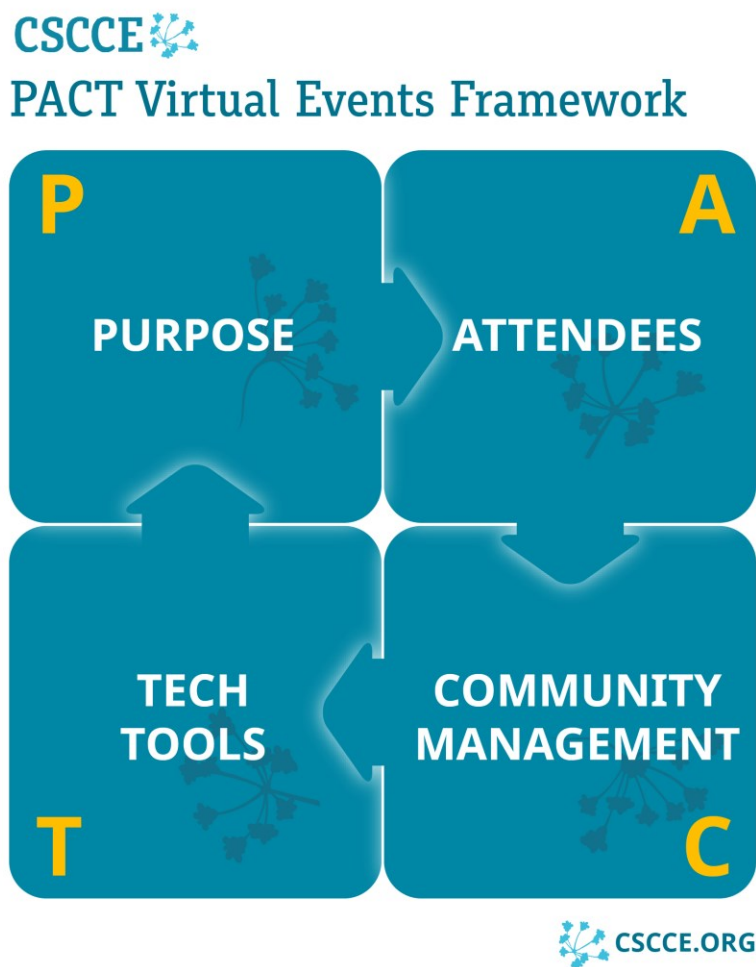 CSCCE
PACT Virtual Events Framework
P
A
PURPOSE
ATTENDEES
TECH
TOOLS
COMMUNITY
MANAGEMENT
T
C
CSCCE.ORG